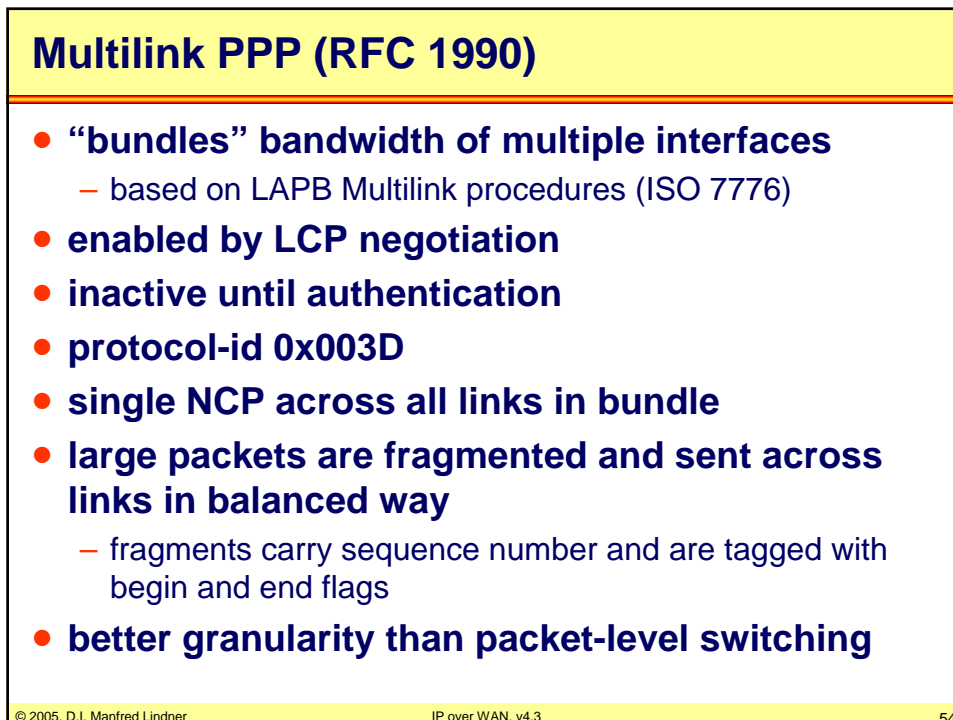 Multilink PPP (RFC 1990)
● “bundles” bandwidth of multiple interfaces
– based on LAPB Multilink procedures (ISO 7776)
● enabled by LCP negotiation
● inactive until authentication
● protocol-id 0x003D
● single NCP across all links in bundle
● large packets are fragmented and sent across
links in balanced way
– fragments carry sequence number and are tagged with
begin and end flags
● better granularity than packet-level switching
© 2005, D.I. Manfred Lindner
IP over WAN, v4.3
54